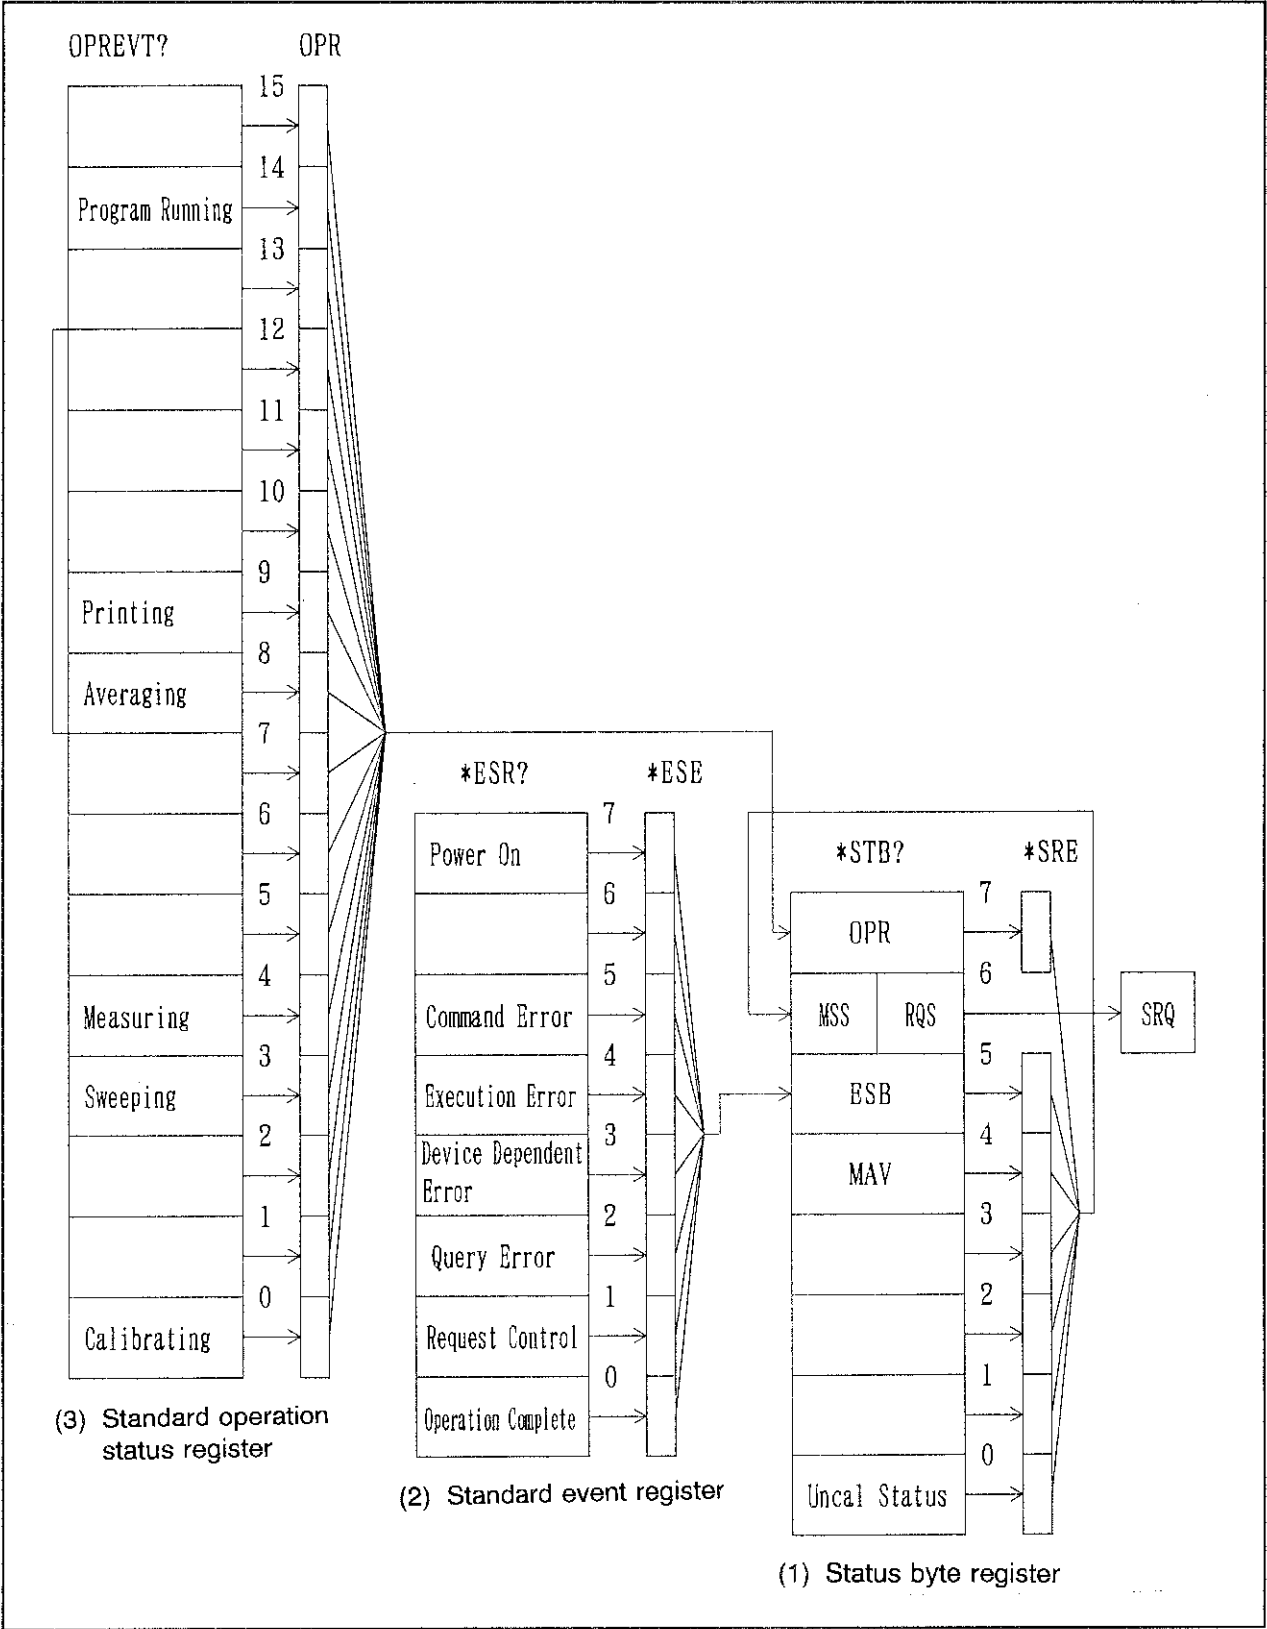 OPREVT? OPR
15
14
Program Running
13
12
11
10
9
Printing
8
Averaging
7
6
5
4
Measuring
3
Sweeping
2
1
0
Calibrating
(3) Standard operation
status register
*ESR? *ESE
7
Power On
6
5
Command Error
4
Execution Error
3
Device Dependent
Error
2
Query Error
1
Request Control
0
Operation Complete
(2) Standard event register
*STB? *SRE
7
OPR
6
MSS RQS SRQ
5
ESB
4
MAV
3
2
1
0
Uncal Status
(1) Status byte register